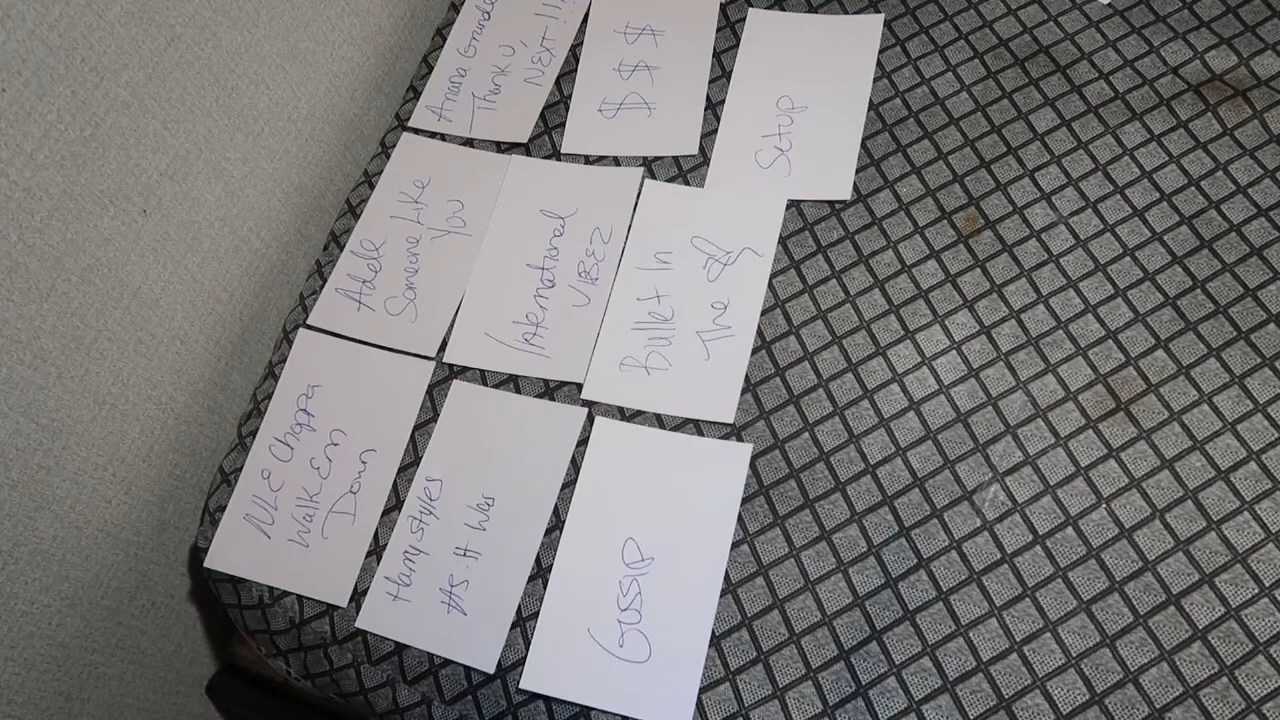 Ariana Grande
Thank U
NEXT!!!
$ $ $ $
Setup
Adele
Someone Like
You
International
VIBEZ
Bullet In
The
NLE Choppa
Walk Em
Down
Harry Styles
As It Was
Gossip